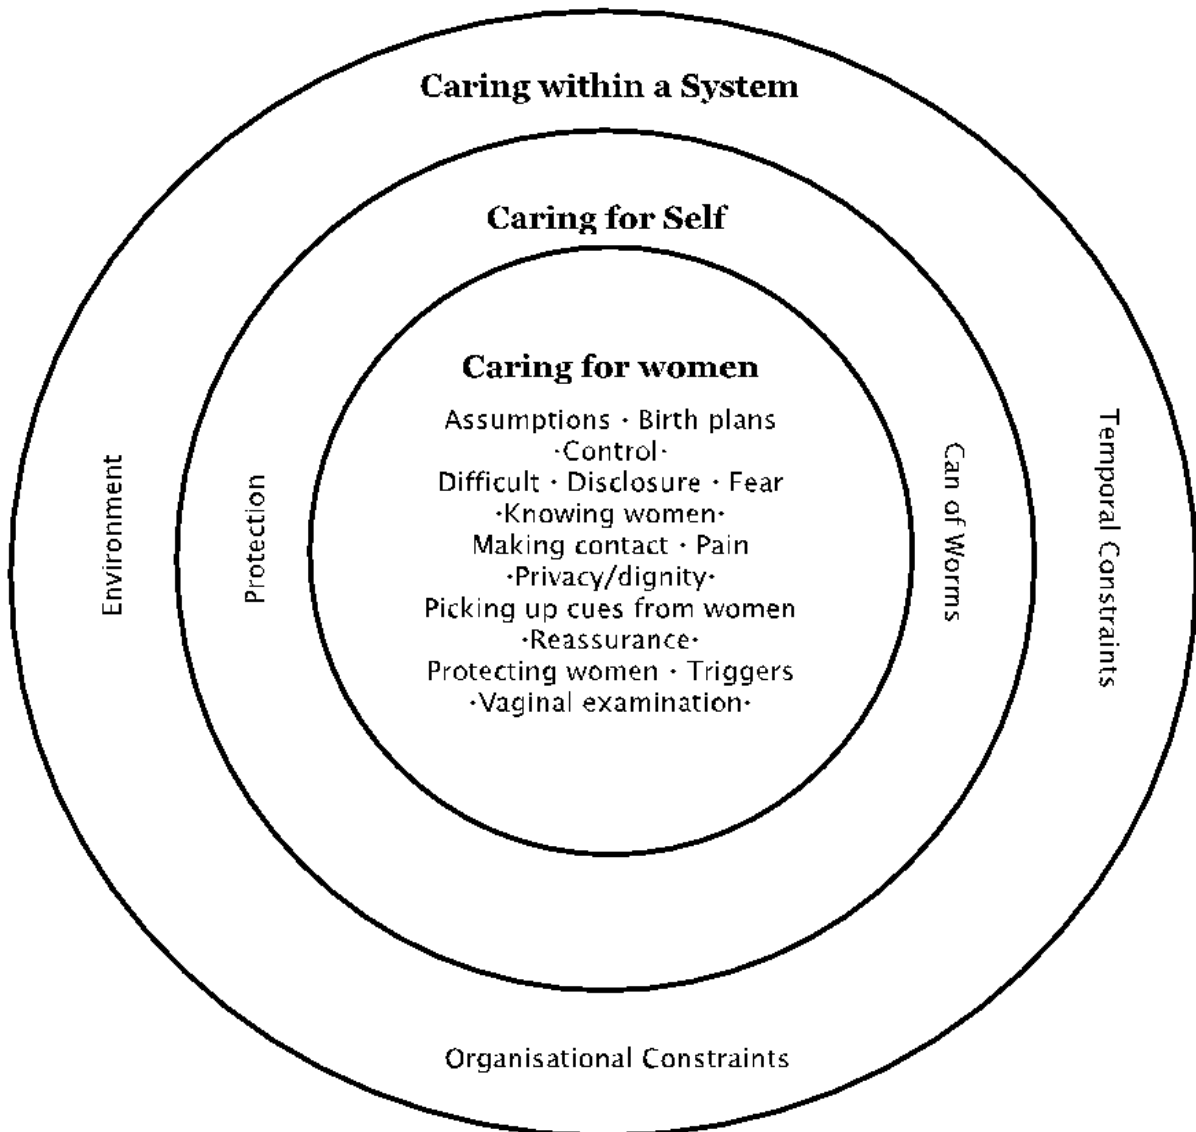 Caring within a System
Caring for Self
Caring for women
Assumptions · Birth plans
·Control·
Difficult · Disclosure · Fear
·Knowing women·
Making contact · Pain
·Privacy/dignity·
Picking up cues from women
·Reassurance·
Protecting women · Triggers
·Vaginal examination·
Environment
Protection
Can of Worms
Temporal Constraints
Organisational Constraints